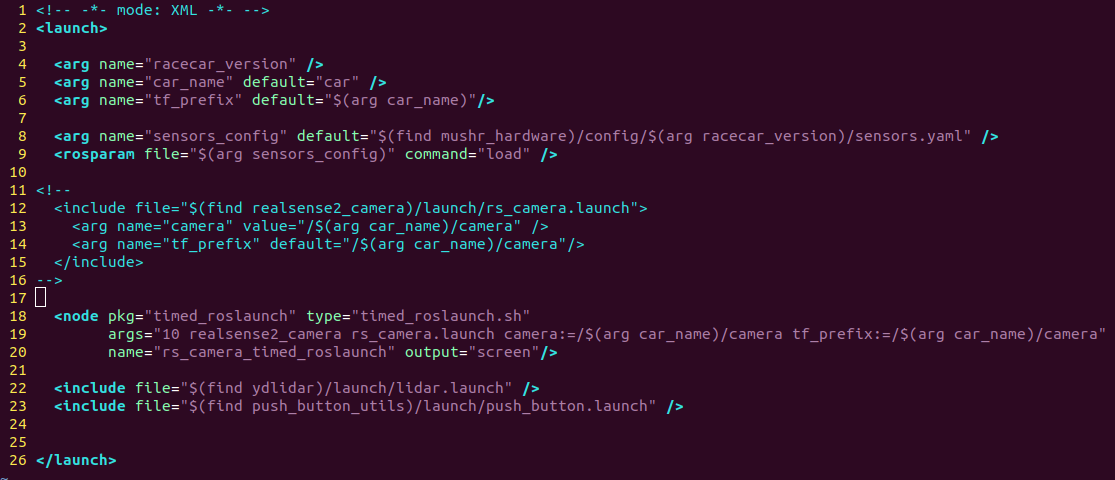 1 <!-- -*- mode: XML -*- -->
2 <launch>
3
4   <arg name="racecar_version" />
5   <arg name="car_name" default="car" />
6   <arg name="tf_prefix" default="$(arg car_name)"/>
7
8   <arg name="sensors_config" default="$(find mushr_hardware)/config/$(arg racecar_version)/sensors.yaml" />
9   <rosparam file="$(arg sensors_config)" command="load" />
10
11 <!--
12   <include file="$(find realsense2_camera)/launch/rs_camera.launch">
13     <arg name="camera" value="/$(arg car_name)/camera" />
14     <arg name="tf_prefix" default="/$(arg car_name)/camera"/>
15   </include>
16 -->
17
18   <node pkg="timed_roslaunch" type="timed_roslaunch.sh"
19         args="10 realsense2_camera rs_camera.launch camera:=/$(arg car_name)/camera tf_prefix:=/$(arg car_name)/camera"
20         name="rs_camera_timed_roslaunch" output="screen"/>
21
22   <include file="$(find ydlidar)/launch/lidar.launch" />
23   <include file="$(find push_button_utils)/launch/push_button.launch" />
24
25
26 </launch>
~